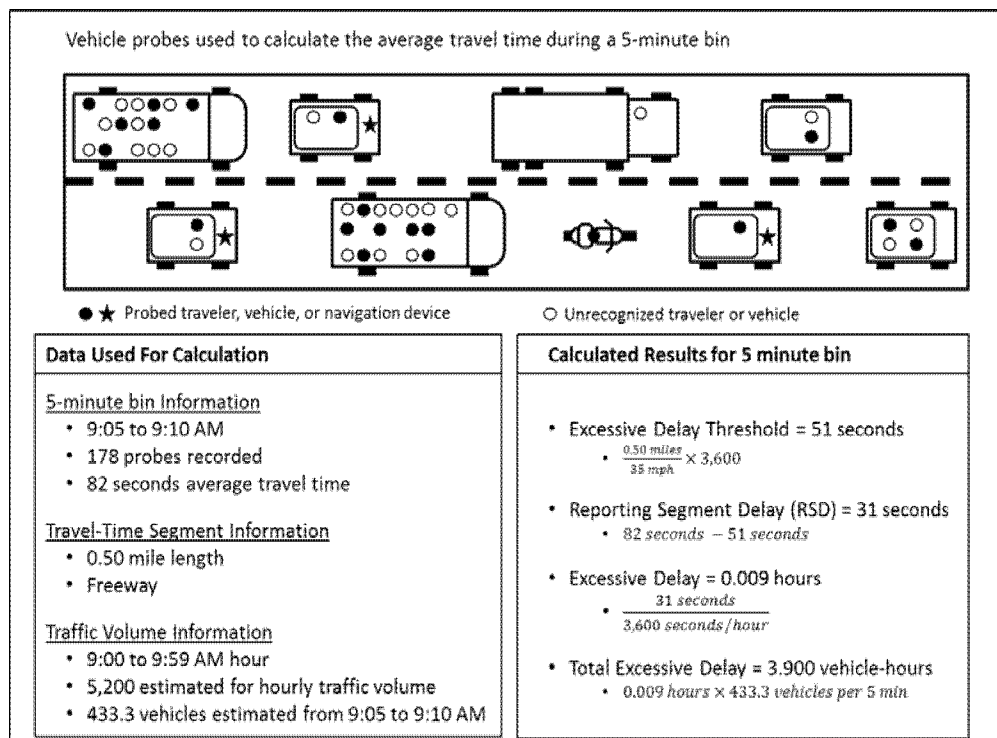 Vehicle probes used to calculate the average travel time during a 5-minute bin
● ★ Probed traveler, vehicle, or navigation device
○ Unrecognized traveler or vehicle
Data Used For Calculation
5-minute bin Information
• 9:05 to 9:10 AM
• 178 probes recorded
• 82 seconds average travel time
Travel-Time Segment Information
• 0.50 mile length
• Freeway
Traffic Volume Information
• 9:00 to 9:59 AM hour
• 5,200 estimated for hourly traffic volume
• 433.3 vehicles estimated from 9:05 to 9:10 AM
Calculated Results for 5 minute bin
• Excessive Delay Threshold = 51 seconds
• 0.50 miles
35 mph
× 3,600
• Reporting Segment Delay (RSD) = 31 seconds
• 82 seconds − 51 seconds
• Excessive Delay = 0.009 hours
• 31 seconds
3,600 seconds/hour
• Total Excessive Delay = 3.900 vehicle-hours
• 0.009 hours × 433.3 vehicles per 5 min